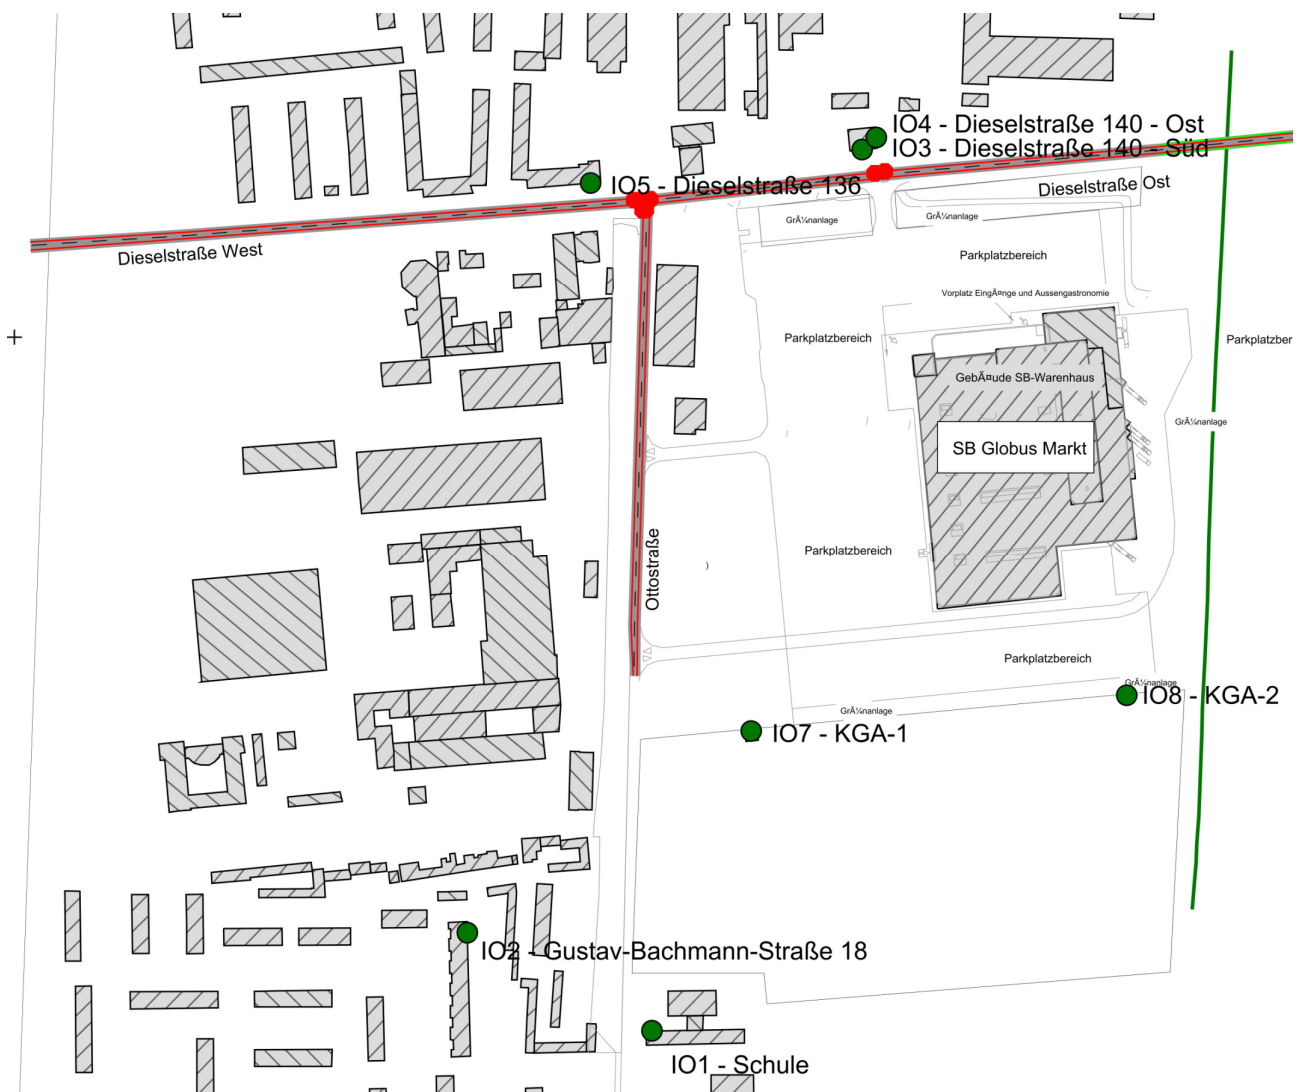 IO4 - Dieselstraße 140 - Ost
IO3 - Dieselstraße 140 - Süd
IO5 - Dieselstraße 136
Dieselstraße Ost
GrÃ¼nanlage
GrÃ¼nanlage
Dieselstraße West
Parkplatzbereich
Vorplatz EingÃ¤nge und Aussengastronomie
Parkplatzbereich
Parkplatzber
GebÃ¤ude SB-Warenhaus
GrÃ¼nanlage
SB Globus Markt
Parkplatzbereich
Ottostraße
Parkplatzbereich
GrÃ¼nanlage
IO8 - KGA-2
GrÃ¼nanlage
IO7 - KGA-1
IO2 - Gustav-Bachmann-Straße 18
IO1 - Schule